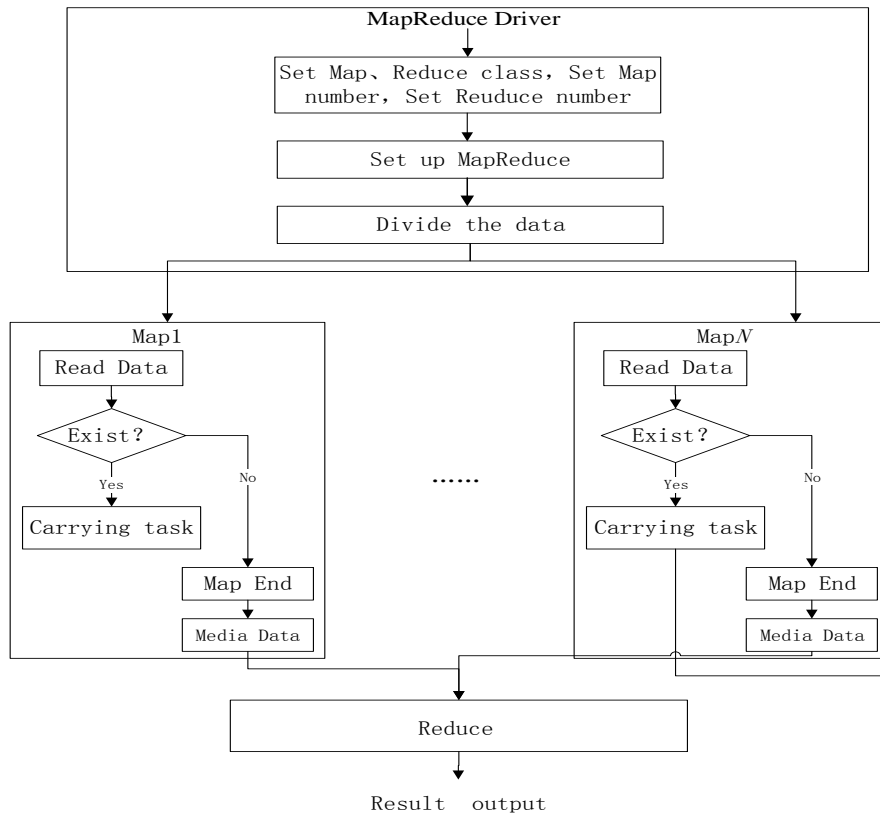 MapReduce Driver
Set Map、Reduce class, Set Map
number, Set Reuduce number
Set up MapReduce
Divide the data
Map1
Read Data
Exist?
Yes
No
Carrying task
Map End
Media Data
......
MapN
Read Data
Exist?
Yes
No
Carrying task
Map End
Media Data
Reduce
Result output